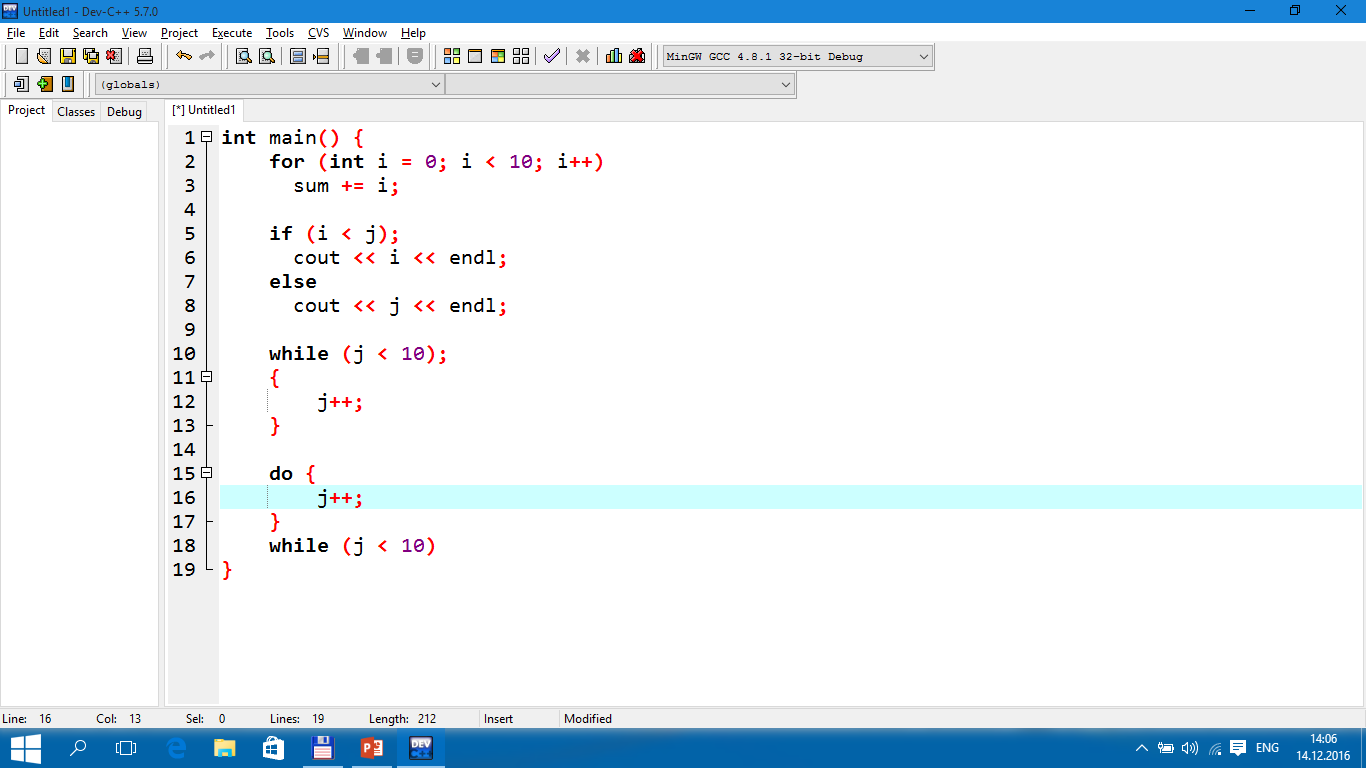 Untitled1 - Dev-C++ 5.7.0
File Edit Search View Project Execute Tools CVS Window Help
MinGW GCC 4.8.1 32-bit Debug
(globals)
Project Classes Debug [*] Untitled1
1 int main() {
2     for (int i = 0; i < 10; i++)
3       sum += i;
4
5     if (i < j);
6       cout << i << endl;
7     else
8       cout << j << endl;
9
10     while (j < 10);
11     {
12         j++;
13     }
14
15     do {
16         j++;
17     }
18     while (j < 10)
19 }
Line: 16 Col: 13 Sel: 0 Lines: 19 Length: 212 Insert Modified
DEV C++
ENG
14:06
14.12.2016